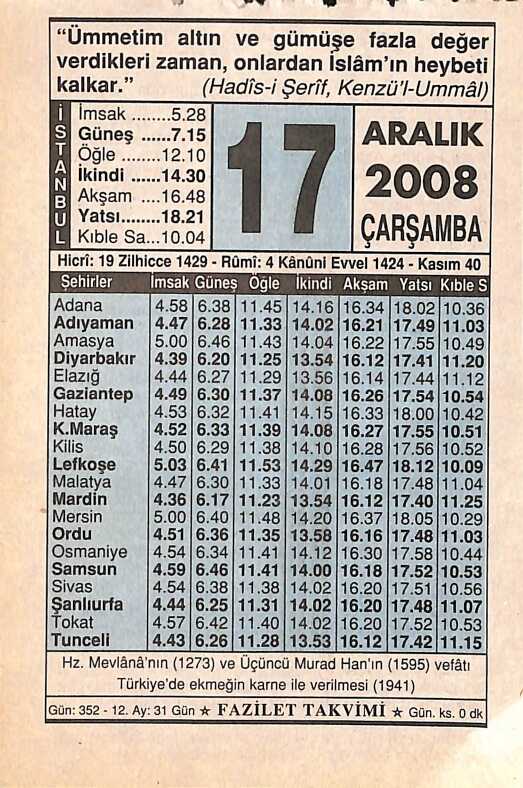 “Ümmetim altın ve gümüşe fazla değer
verdikleri zaman, onlardan İslâm’ın heybeti
kalkar.” (Hadîs-i Şerîf, Kenzü’l-Ummâl)
İSTANBUL
İmsak ........5.28
Güneş ......7.15
Öğle ........12.10
İkindi ......14.30
Akşam ....16.48
Yatsı........18.21
Kıble Sa...10.04
17
ARALIK
2008
ÇARŞAMBA
Hicrî: 19 Zilhicce 1429 - Rûmî: 4 Kânûni Evvel 1424 - Kasım 40
Şehirler İmsak Güneş Öğle İkindi Akşam Yatsı Kıble S
Adana 4.58 6.38 11.45 14.16 16.34 18.02 10.36
Adıyaman 4.47 6.28 11.33 14.02 16.21 17.49 11.03
Amasya 5.00 6.46 11.43 14.04 16.22 17.55 10.49
Diyarbakır 4.39 6.20 11.25 13.54 16.12 17.41 11.20
Elazığ 4.44 6.27 11.29 13.56 16.14 17.44 11.12
Gaziantep 4.49 6.30 11.37 14.08 16.26 17.54 10.54
Hatay 4.53 6.32 11.41 14.15 16.33 18.00 10.42
K.Maraş 4.52 6.33 11.39 14.08 16.27 17.55 10.51
Kilis 4.50 6.29 11.38 14.10 16.28 17.56 10.52
Lefkoşe 5.03 6.41 11.53 14.29 16.47 18.12 10.09
Malatya 4.47 6.30 11.33 14.01 16.18 17.48 11.04
Mardin 4.36 6.17 11.23 13.54 16.12 17.40 11.25
Mersin 5.00 6.40 11.48 14.20 16.37 18.05 10.29
Ordu 4.51 6.36 11.35 13.58 16.16 17.48 11.03
Osmaniye 4.54 6.34 11.41 14.12 16.30 17.58 10.44
Samsun 4.59 6.46 11.41 14.00 16.18 17.52 10.53
Sivas 4.54 6.38 11.38 14.02 16.20 17.51 10.56
Şanlıurfa 4.44 6.25 11.31 14.02 16.20 17.48 11.07
Tokat 4.57 6.42 11.40 14.02 16.20 17.52 10.53
Tunceli 4.43 6.26 11.28 13.53 16.12 17.42 11.15
Hz. Mevlânâ’nın (1273) ve Üçüncü Murad Han’ın (1595) vefâtı
Türkiye’de ekmeğin karne ile verilmesi (1941)
Gün: 352 - 12. Ay: 31 Gün ☆ FAZİLET TAKVİMİ ☆ Gün. ks. 0 dk